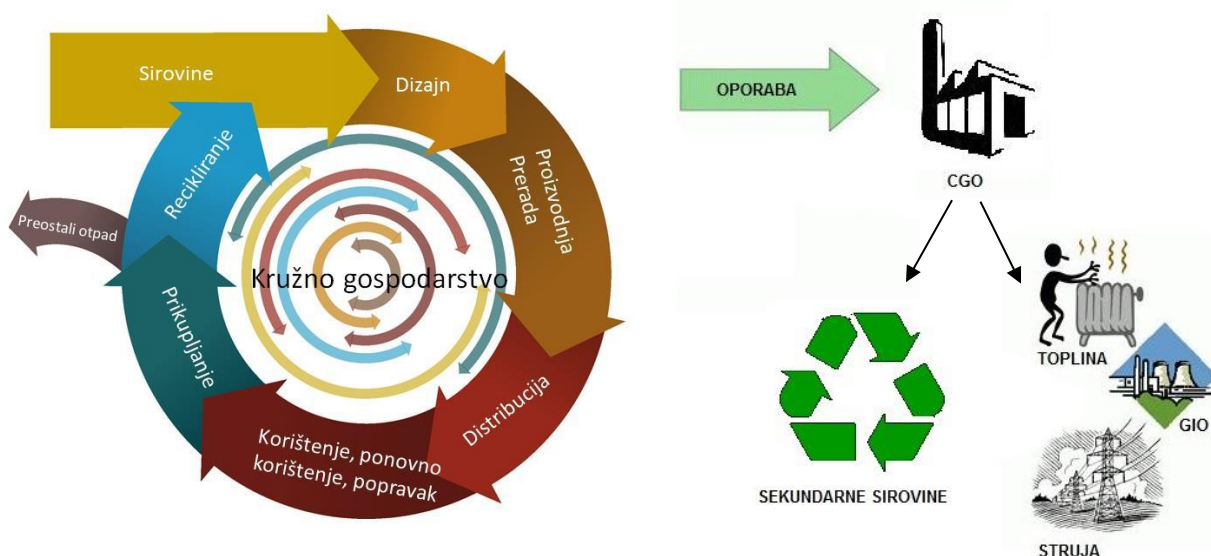 Sirovine
Dizajn
Proizvodnja
Prerada
Distribucija
Korištenje, ponovno
korištenje, popravak
Prikupljanje
Recikliranje
Preostali otpad
Kružno gospodarstvo
OPORABA
CGO
SEKUNDARNE SIROVINE
TOPLINA
GIO
STRUJA